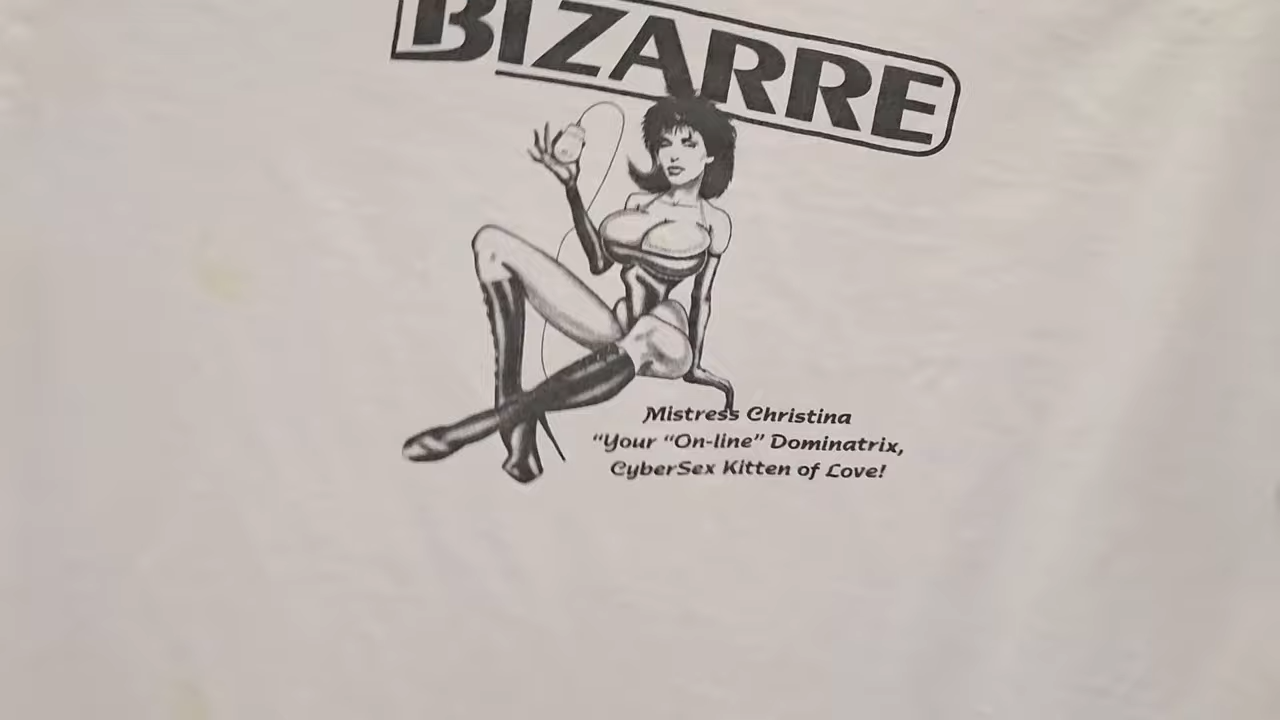 BIZARRE
Mistress Christina
"Your "On-line" Dominatrix,
CyberSex Kitten of Love!